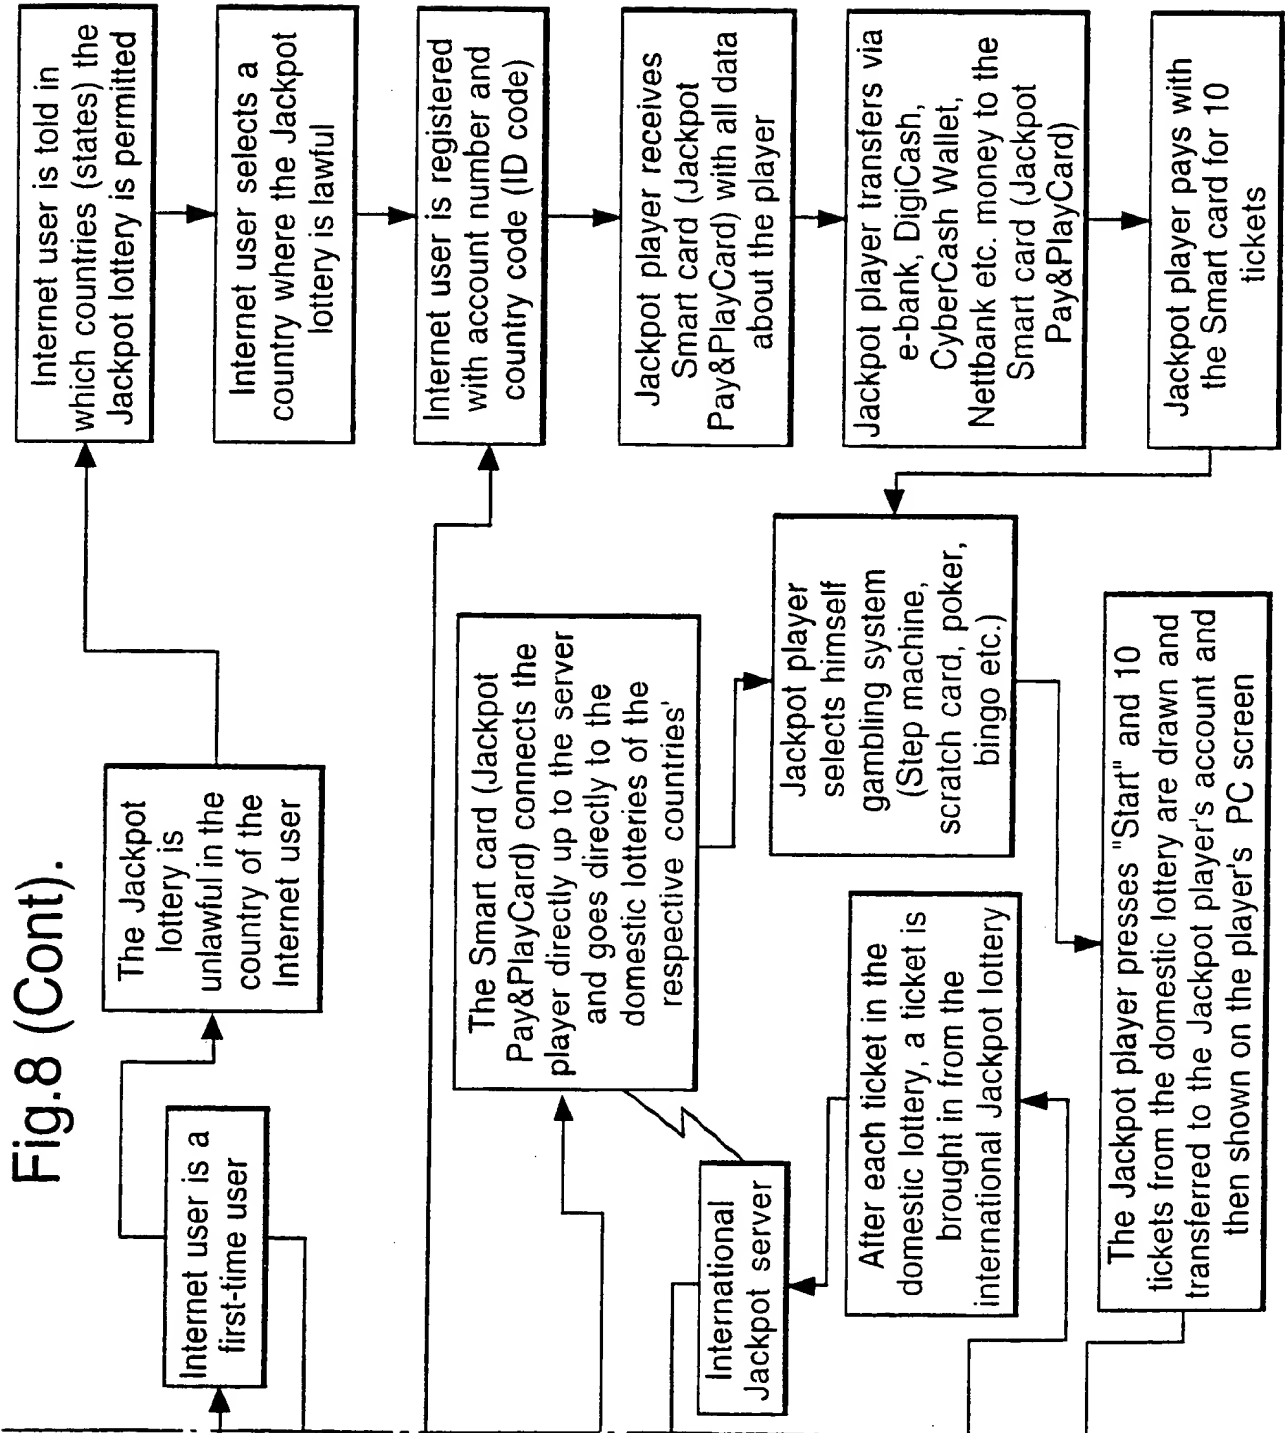 Fig.8 (Cont).
Internet user is a
first-time user
The Jackpot
lottery is
unlawful in the
country of the
Internet user
Internet user is told in
which countries (states) the
Jackpot lottery is permitted
Internet user selects a
country where the Jackpot
lottery is lawful
Internet user is registered
with account number and
country code (ID code)
Jackpot player receives
Smart card (Jackpot
Pay&PlayCard) with all data
about the player
Jackpot player transfers via
e-bank, DigiCash,
CyberCash Wallet,
Nettbank etc. money to the
Smart card (Jackpot
Pay&PlayCard)
Jackpot player pays with
the Smart card for 10
tickets
The Smart card (Jackpot
Pay&PlayCard) connects the
player directly up to the server
and goes directly to the
domestic lotteries of the
respective countries'
Jackpot player
selects himself
gambling system
(Step machine,
scratch card, poker,
bingo etc.)
International
Jackpot server
After each ticket in the
domestic lottery, a ticket is
brought in from the
international Jackpot lottery
The Jackpot player presses "Start" and 10
tickets from the domestic lottery are drawn and
transferred to the Jackpot player's account and
then shown on the player's PC screen